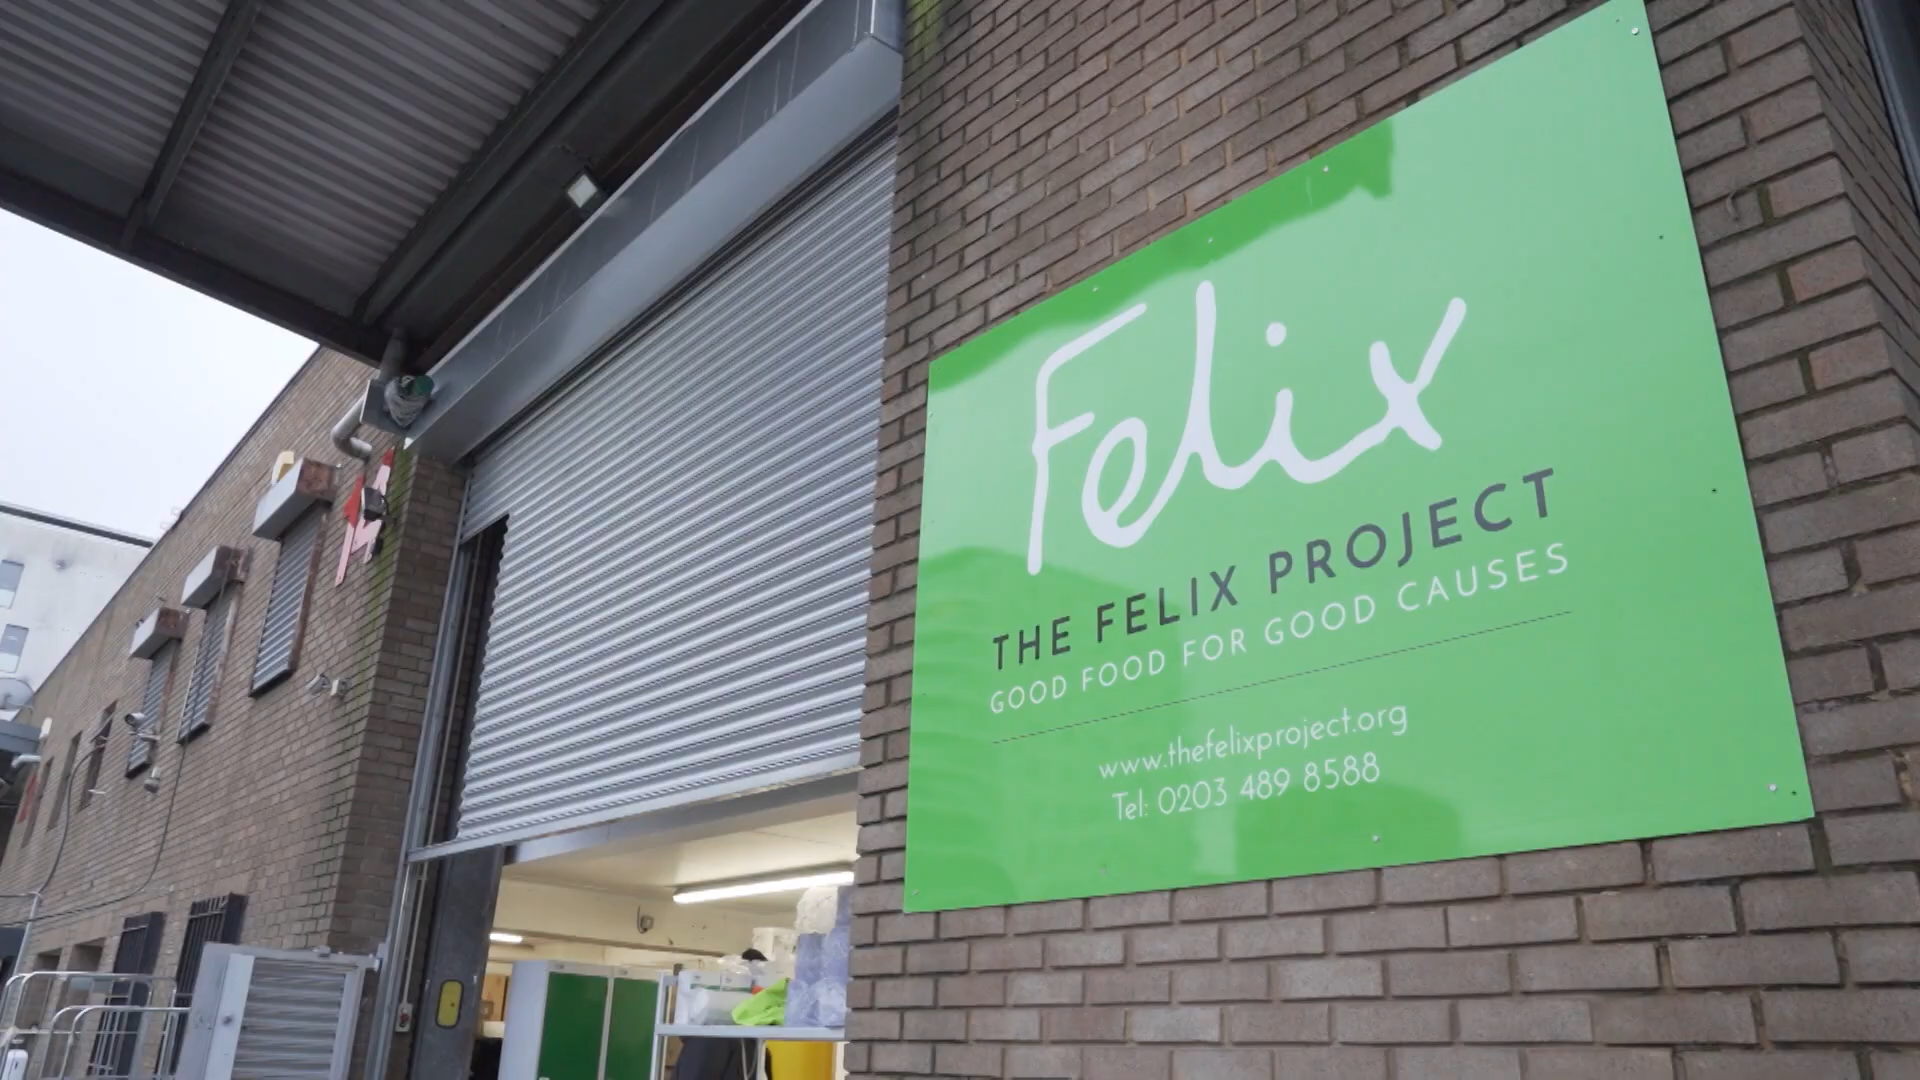 Felix
THE FELIX PROJECT
GOOD FOOD FOR GOOD CAUSES
www.thefelixproject.org
Tel: 0203 489 8588